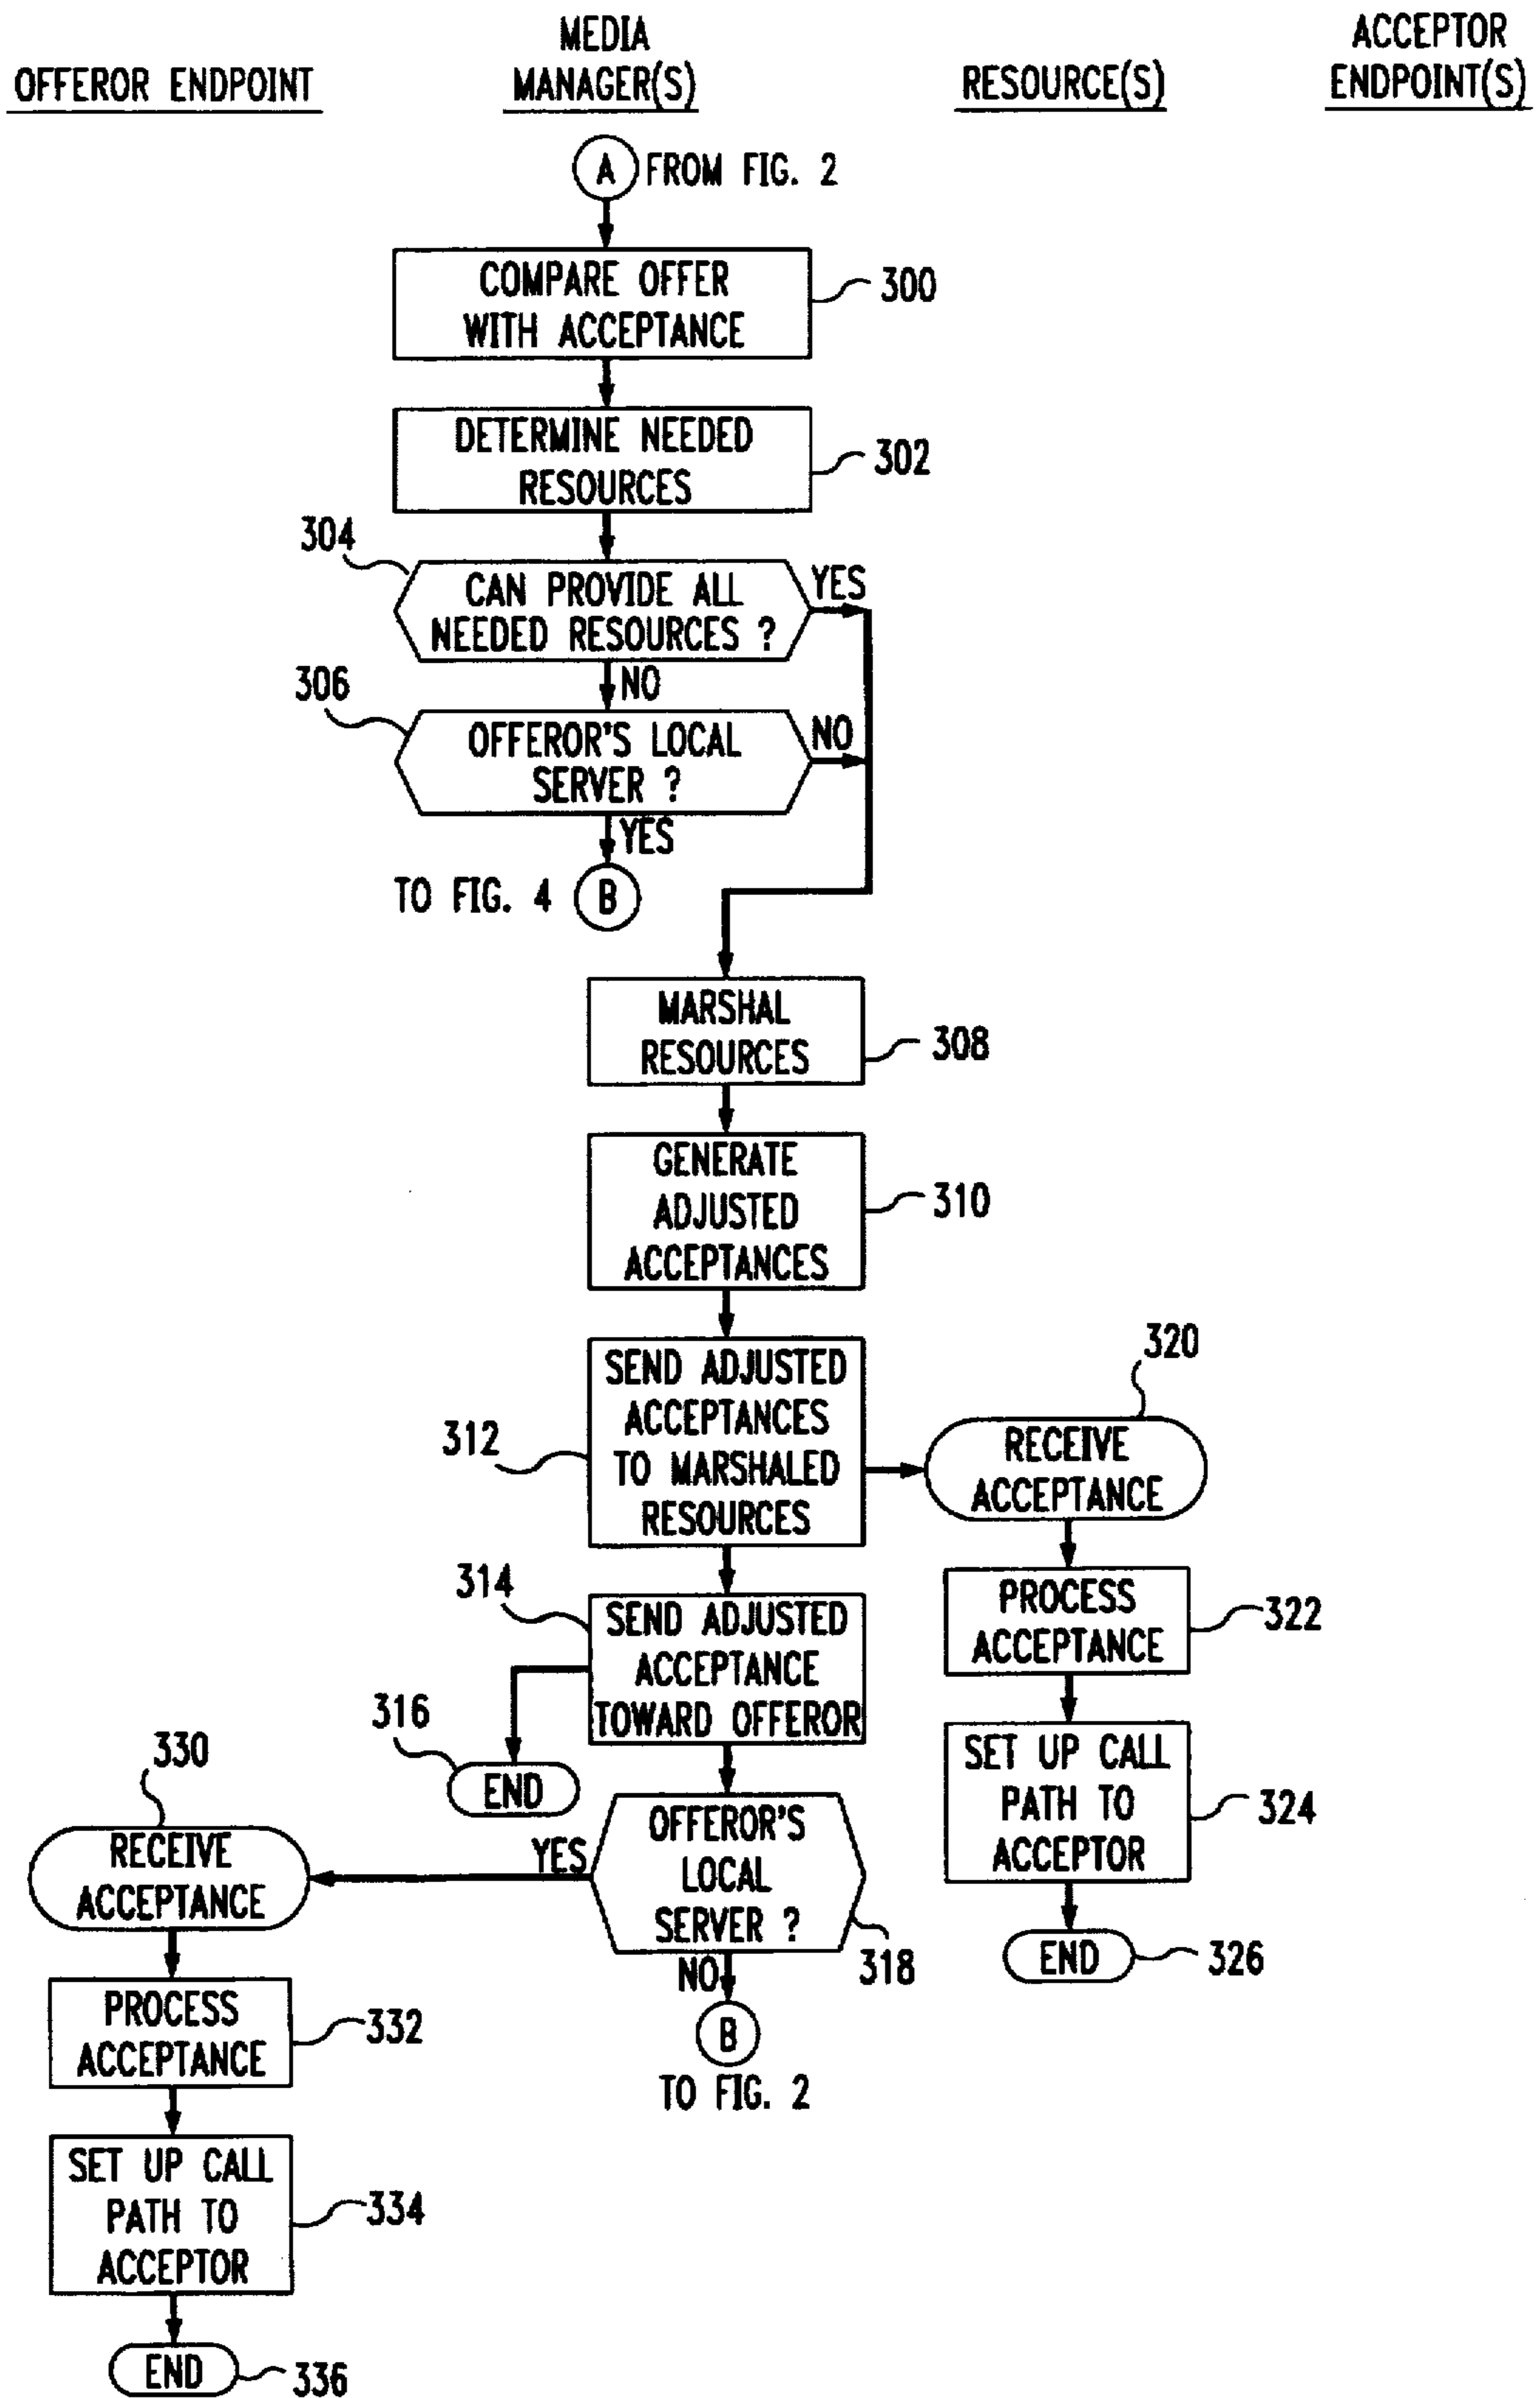 OFFEROR ENDPOINT
MEDIA
MANAGER(S)
RESOURCE(S)
ACCEPTOR
ENDPOINT(S)
A FROM FIG. 2
COMPARE OFFER
WITH ACCEPTANCE
300
DETERMINE NEEDED
RESOURCES
302
304
CAN PROVIDE ALL
NEEDED RESOURCES ?
YES
NO
306
OFFEROR'S LOCAL
SERVER ?
NO
YES
TO FIG. 4 B
MARSHAL
RESOURCES
308
GENERATE
ADJUSTED
ACCEPTANCES
310
312
SEND ADJUSTED
ACCEPTANCES
TO MARSHALED
RESOURCES
320
RECEIVE
ACCEPTANCE
314
SEND ADJUSTED
ACCEPTANCE
TOWARD OFFEROR
PROCESS
ACCEPTANCE
322
316
END
SET UP CALL
PATH TO
ACCEPTOR
324
330
RECEIVE
ACCEPTANCE
YES
OFFEROR'S
LOCAL
SERVER ?
318
NO
END
326
B
TO FIG. 2
PROCESS
ACCEPTANCE
332
SET UP CALL
PATH TO
ACCEPTOR
334
END
336